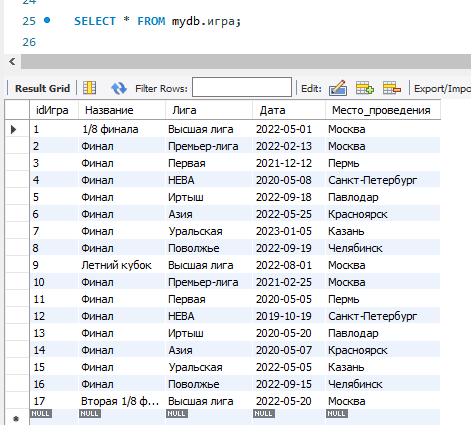 24
25 SELECT * FROM mydb.игра;
26
Result Grid Filter Rows: Edit: Export/Impo
idИгра Название Лига Дата Место_проведения
1 1/8 финала Высшая лига 2022-05-01 Москва
2 Финал Премьер-лига 2022-02-13 Москва
3 Финал Первая 2021-12-12 Пермь
4 Финал НЕВА 2020-05-08 Санкт-Петербург
5 Финал Иртыш 2022-09-18 Павлодар
6 Финал Азия 2022-05-25 Красноярск
7 Финал Уральская 2023-01-05 Казань
8 Финал Поволжье 2022-09-19 Челябинск
9 Летний кубок Высшая лига 2022-08-01 Москва
10 Финал Премьер-лига 2021-02-25 Москва
11 Финал Первая 2020-05-05 Пермь
12 Финал НЕВА 2019-10-19 Санкт-Петербург
13 Финал Иртыш 2020-05-20 Павлодар
14 Финал Азия 2020-05-07 Красноярск
15 Финал Уральская 2022-05-05 Казань
16 Финал Поволжье 2022-09-15 Челябинск
17 Вторая 1/8 ф... Высшая лига 2022-05-20 Москва
NULL NULL NULL NULL NULL